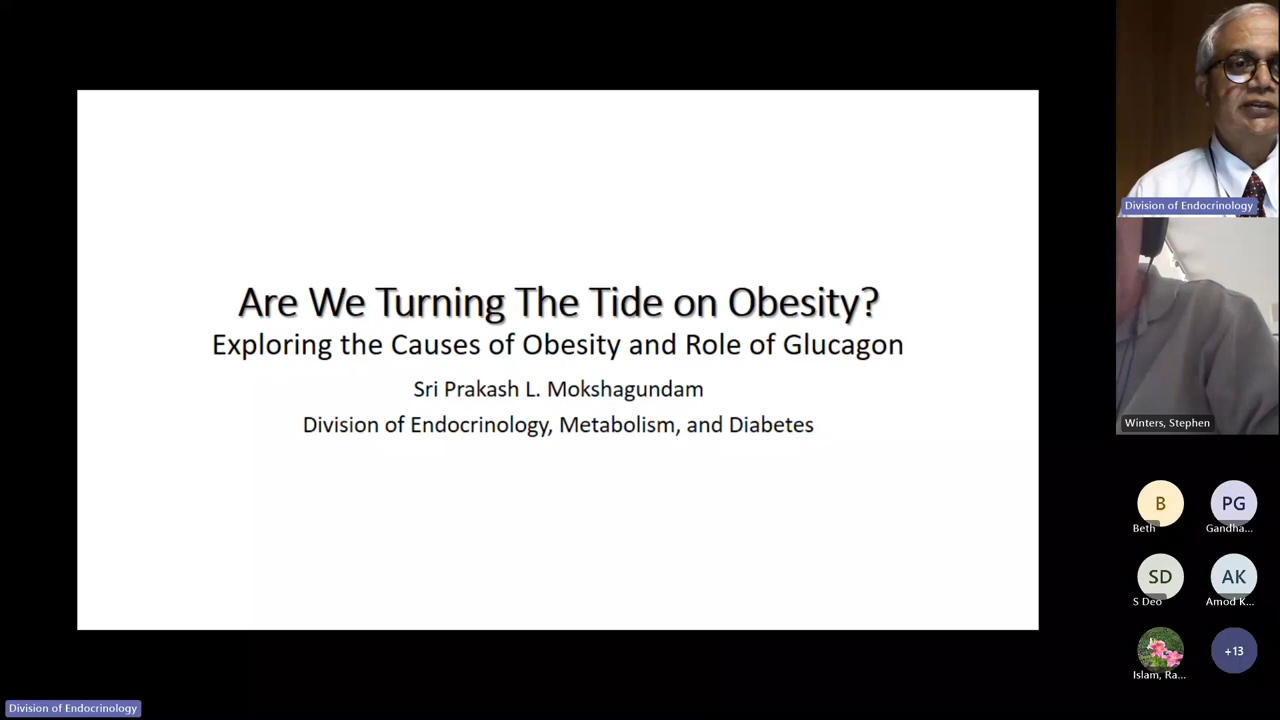 Are We Turning The Tide on Obesity?
Exploring the Causes of Obesity and Role of Glucagon
Sri Prakash L. Mokshagundam
Division of Endocrinology, Metabolism, and Diabetes
Division of Endocrinology
Winters, Stephen
B
PG
Beth
Gandha...
SD
AK
S Deo
Amod K...
Islam, Ra...
+13
Division of Endocrinology